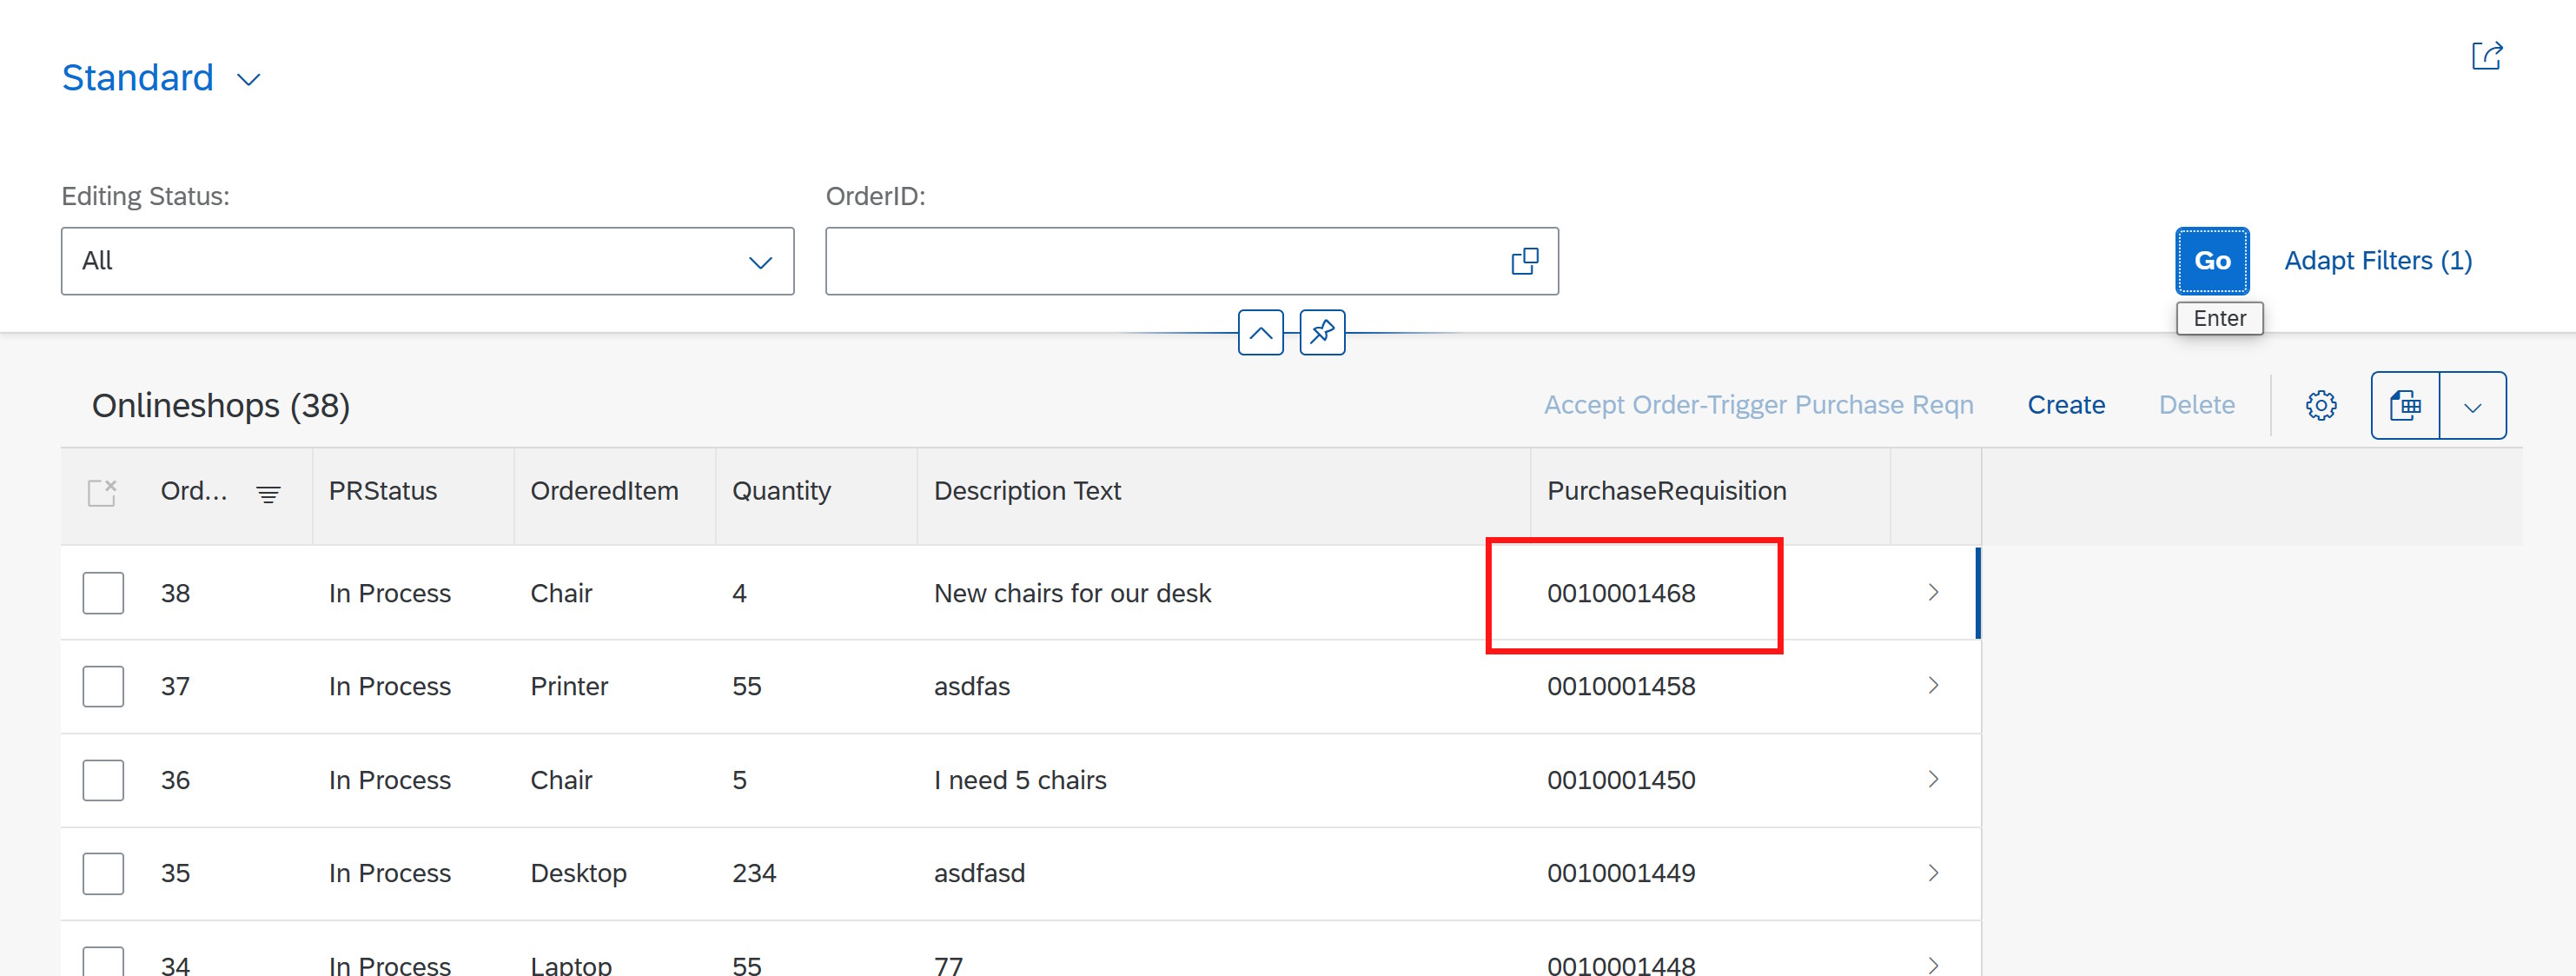 Standard
Editing Status: OrderID:
All Go Adapt Filters (1)
Enter
Onlineshops (38) Accept Order-Trigger Purchase Reqn Create Delete
Ord... PRStatus OrderedItem Quantity Description Text PurchaseRequisition
38 In Process Chair 4 New chairs for our desk 0010001468
37 In Process Printer 55 asdfas 0010001458
36 In Process Chair 5 I need 5 chairs 0010001450
35 In Process Desktop 234 asdfasd 0010001449
34 In Process Laptop 55 77 0010001448